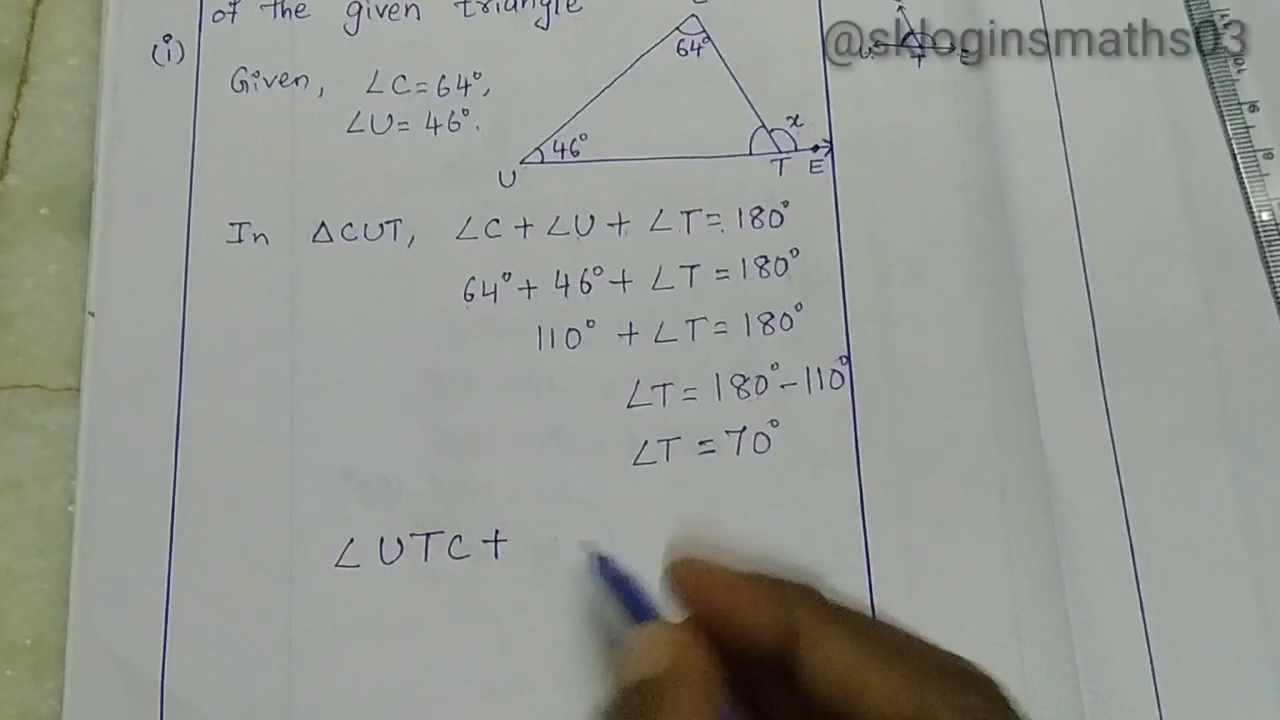 of the given triangle
(i)
Given, ∠C=64°,
∠U= 46°.
64°
46°
x
U
T
E
@skloginsmaths03
T
E
In ΔCUT, ∠C + ∠U + ∠T = 180°
64° + 46° + ∠T = 180°
110° + ∠T = 180°
∠T = 180° – 110°
∠T = 70°
∠UTC +